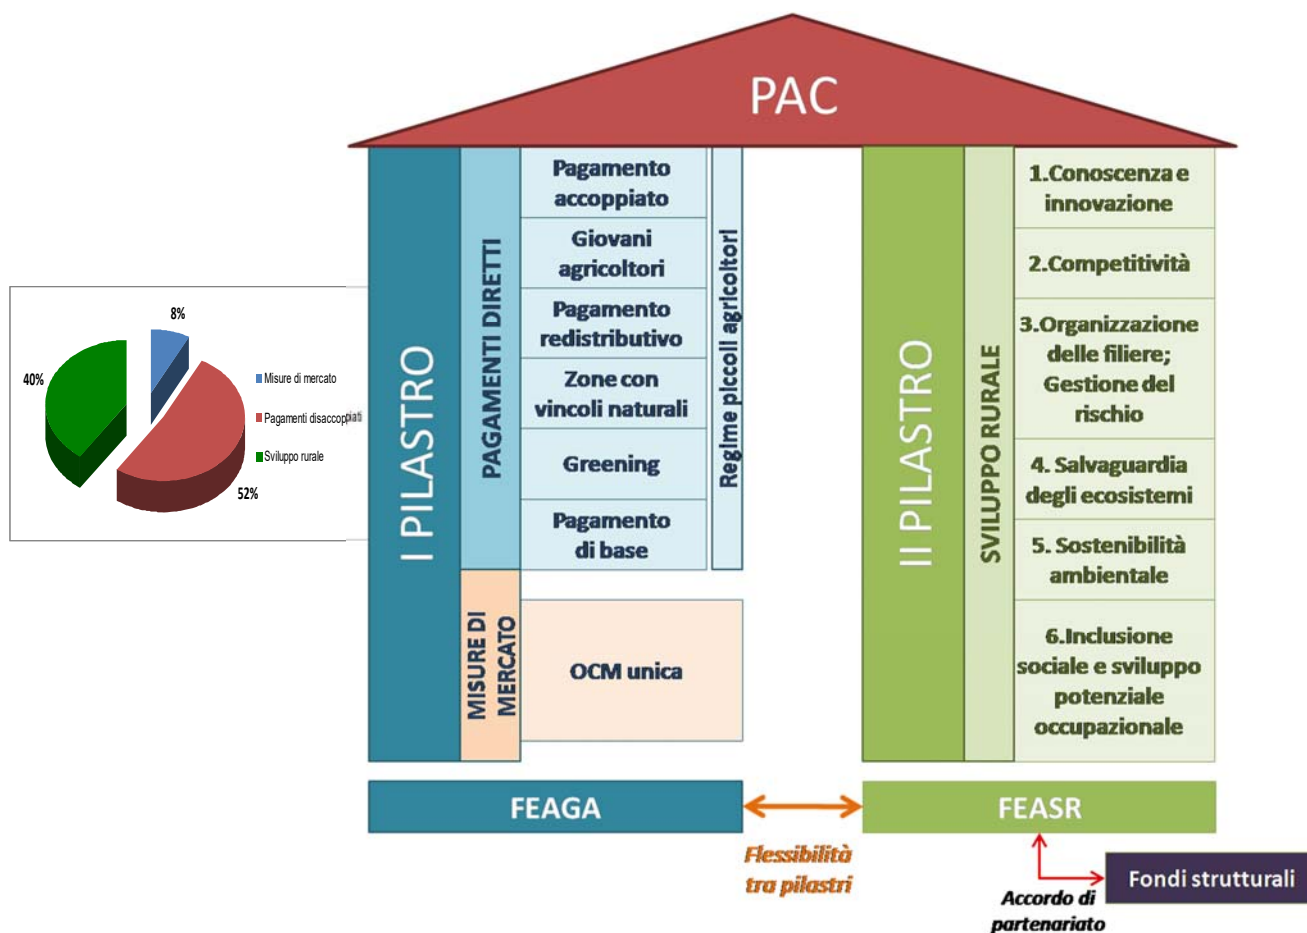 PAC
8%
40%
52%
Misure di mercato
Pagamenti disaccoppiati
Sviluppo rurale
I PILASTRO
PAGAMENTI DIRETTI
Pagamento
accoppiato
Giovani
agricoltori
Pagamento
redistributivo
Zone con
vincoli naturali
Greening
Pagamento
di base
Regime piccoli agricoltori
MISURE DI
MERCATO
OCM unica
FEAGA
II PILASTRO
SVILUPPO RURALE
1.Conoscenza e
innovazione
2.Competitività
3.Organizzazione
delle filiere;
Gestione del
rischio
4. Salvaguardia
degli ecosistemi
5. Sostenibilità
ambientale
6.Inclusione
sociale e sviluppo
potenziale
occupazionale
FEASR
Flessibilità
tra pilastri
Accordo di
partenariato
Fondi strutturali